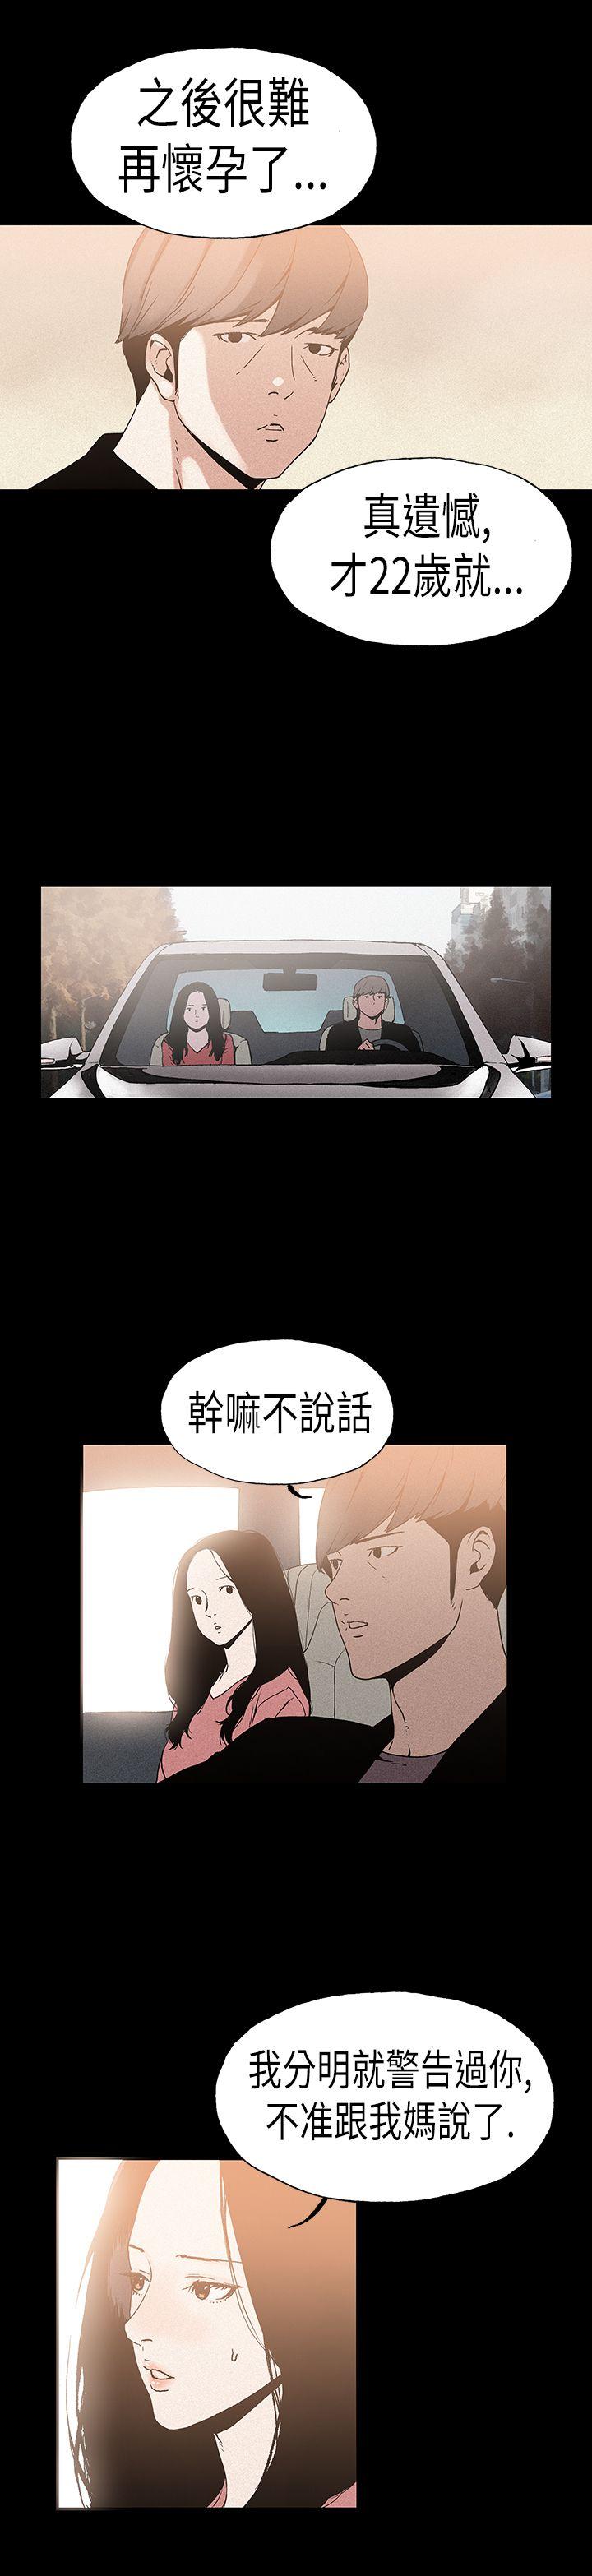 之後很難
再懷孕了...
真遺憾,
才22歲就...
幹嘛不說話
我分明就警告過你,
不准跟我媽說了.